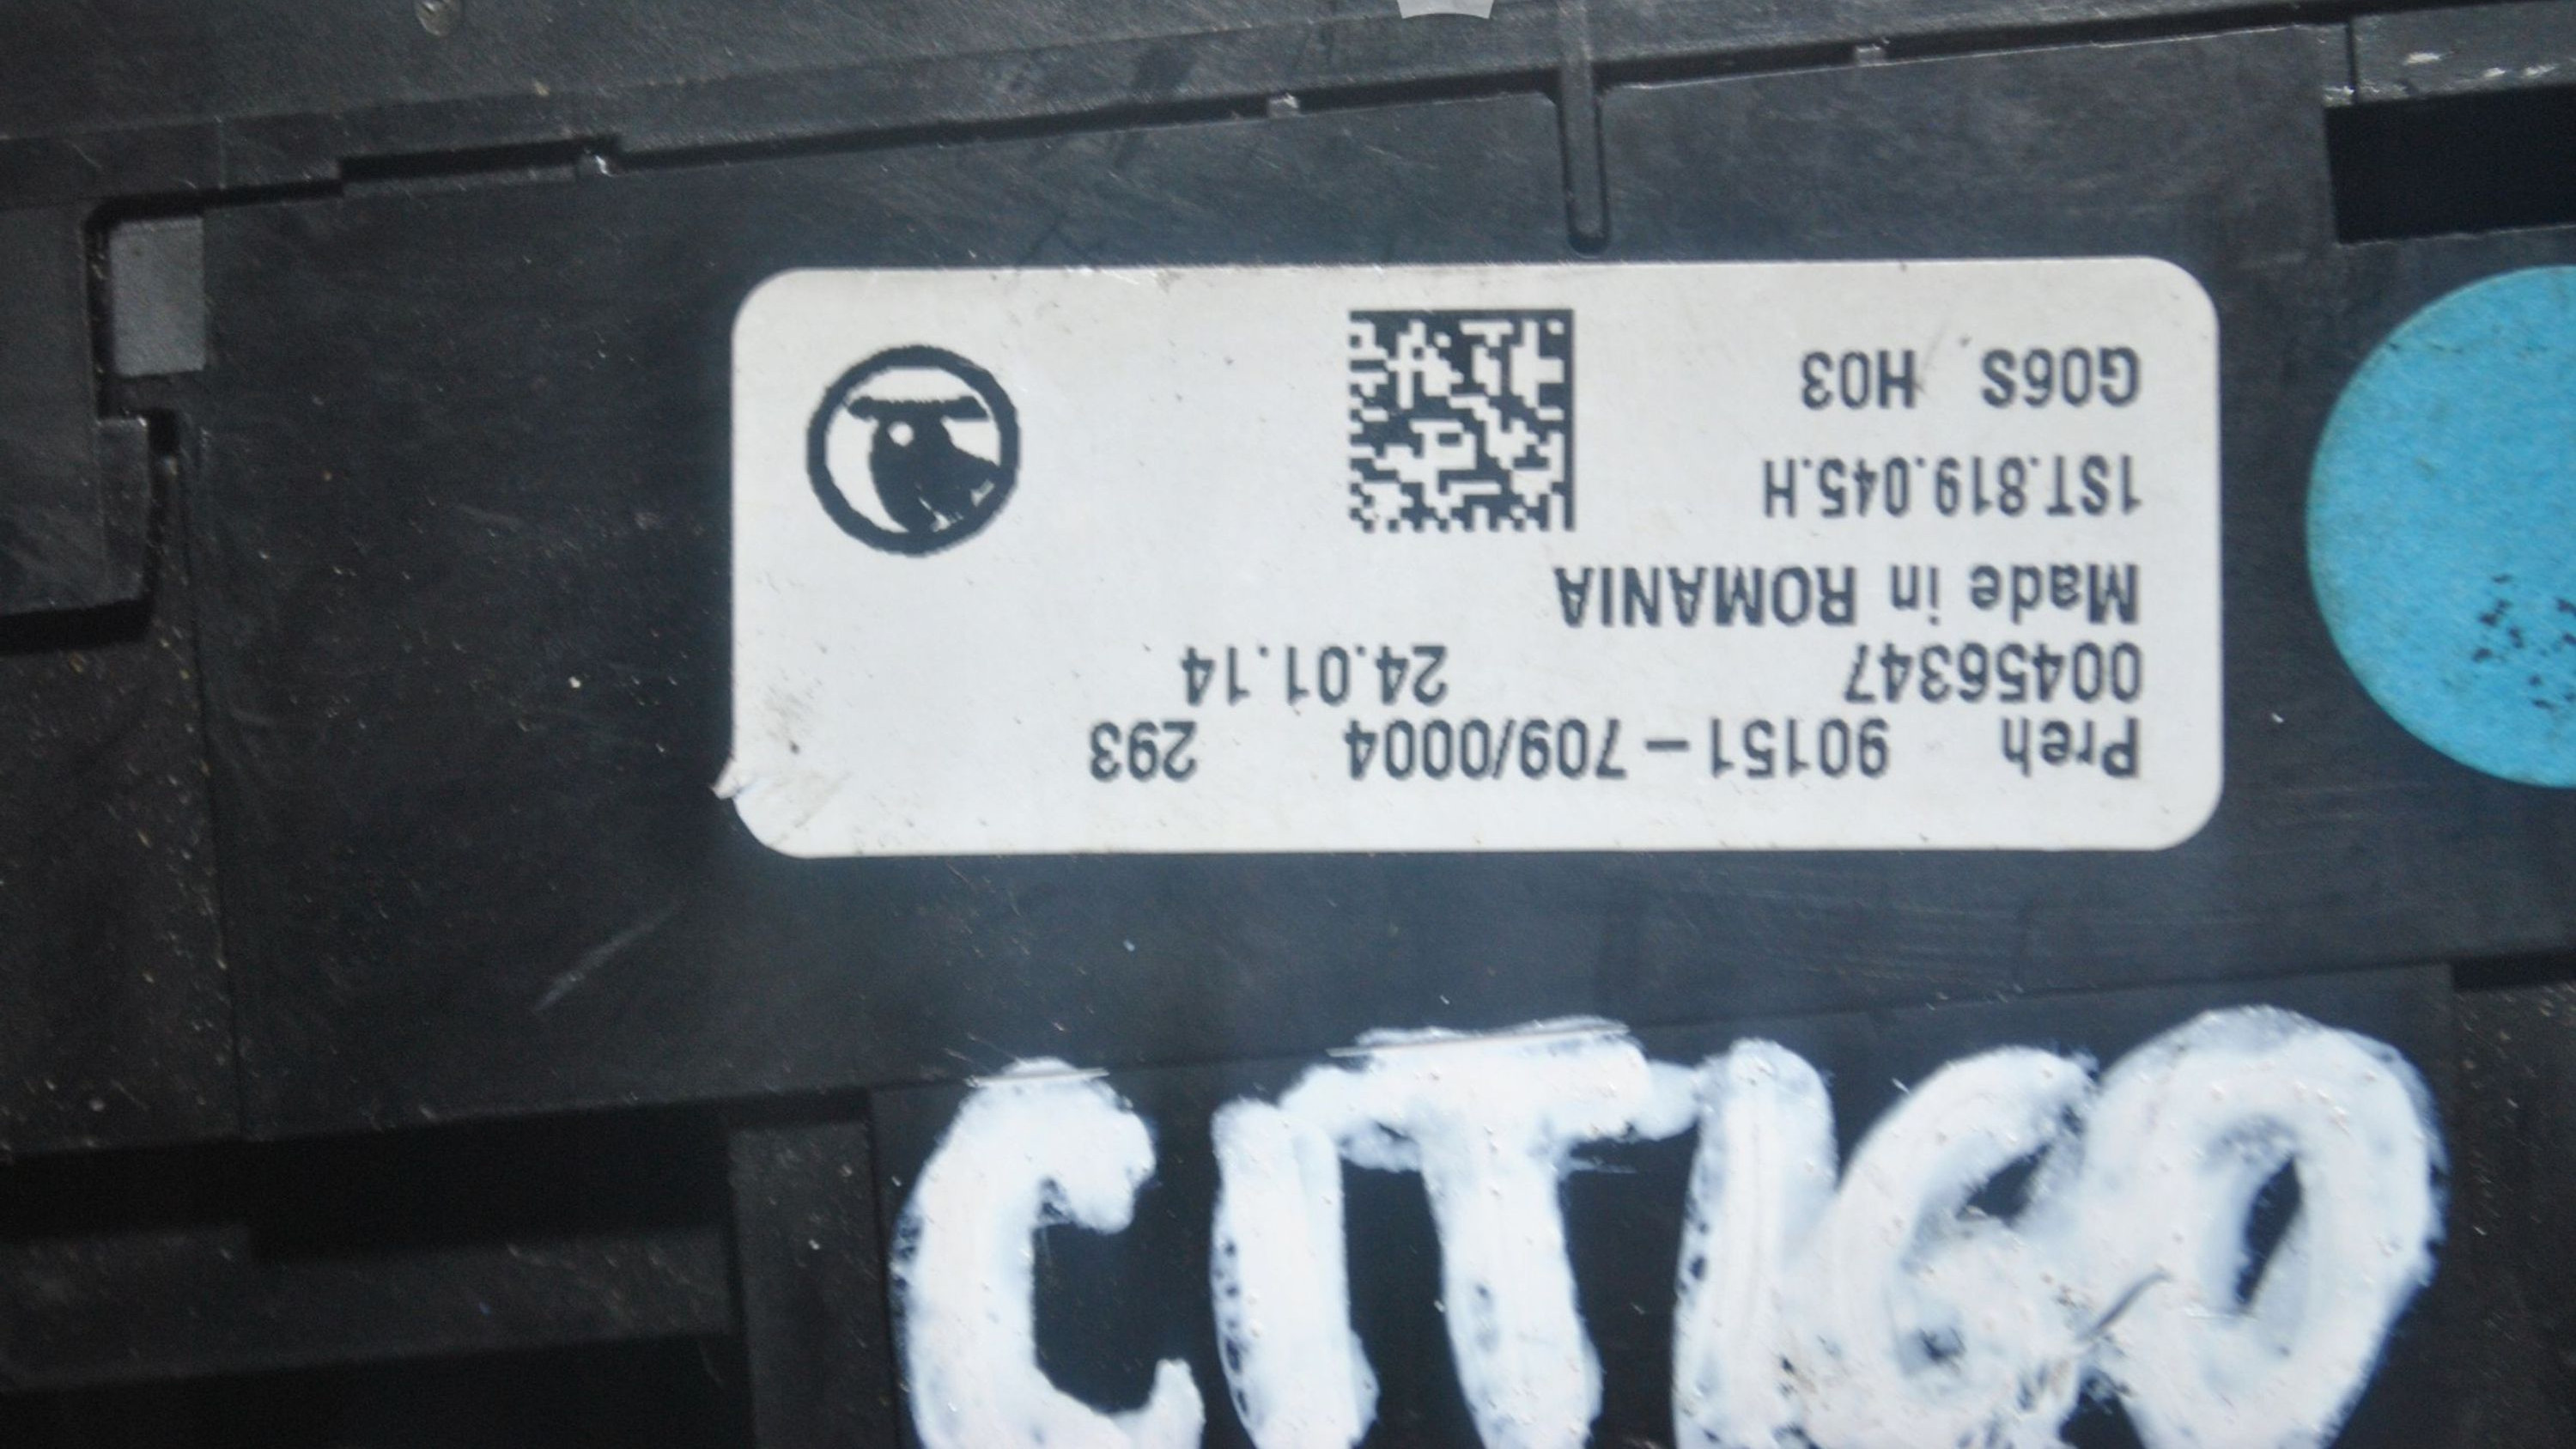 Preh 90151-709/0004 293
00456347 24.01.14
Made in ROMANIA
1ST.819.045.H
G06S H03
CITIGO